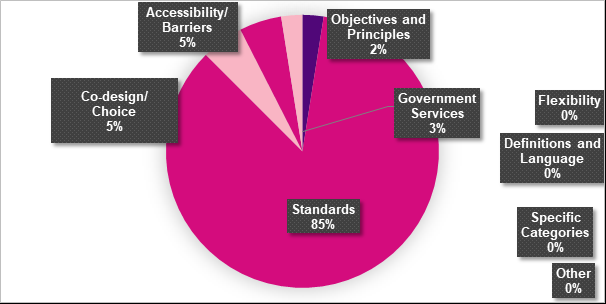 Accessibility/
Barriers
5%
Objectives and
Principles
2%
Co-design/
Choice
5%
Government
Services
3%
Flexibility
0%
Definitions and
Language
0%
Standards
85%
Specific
Categories
0%
Other
0%